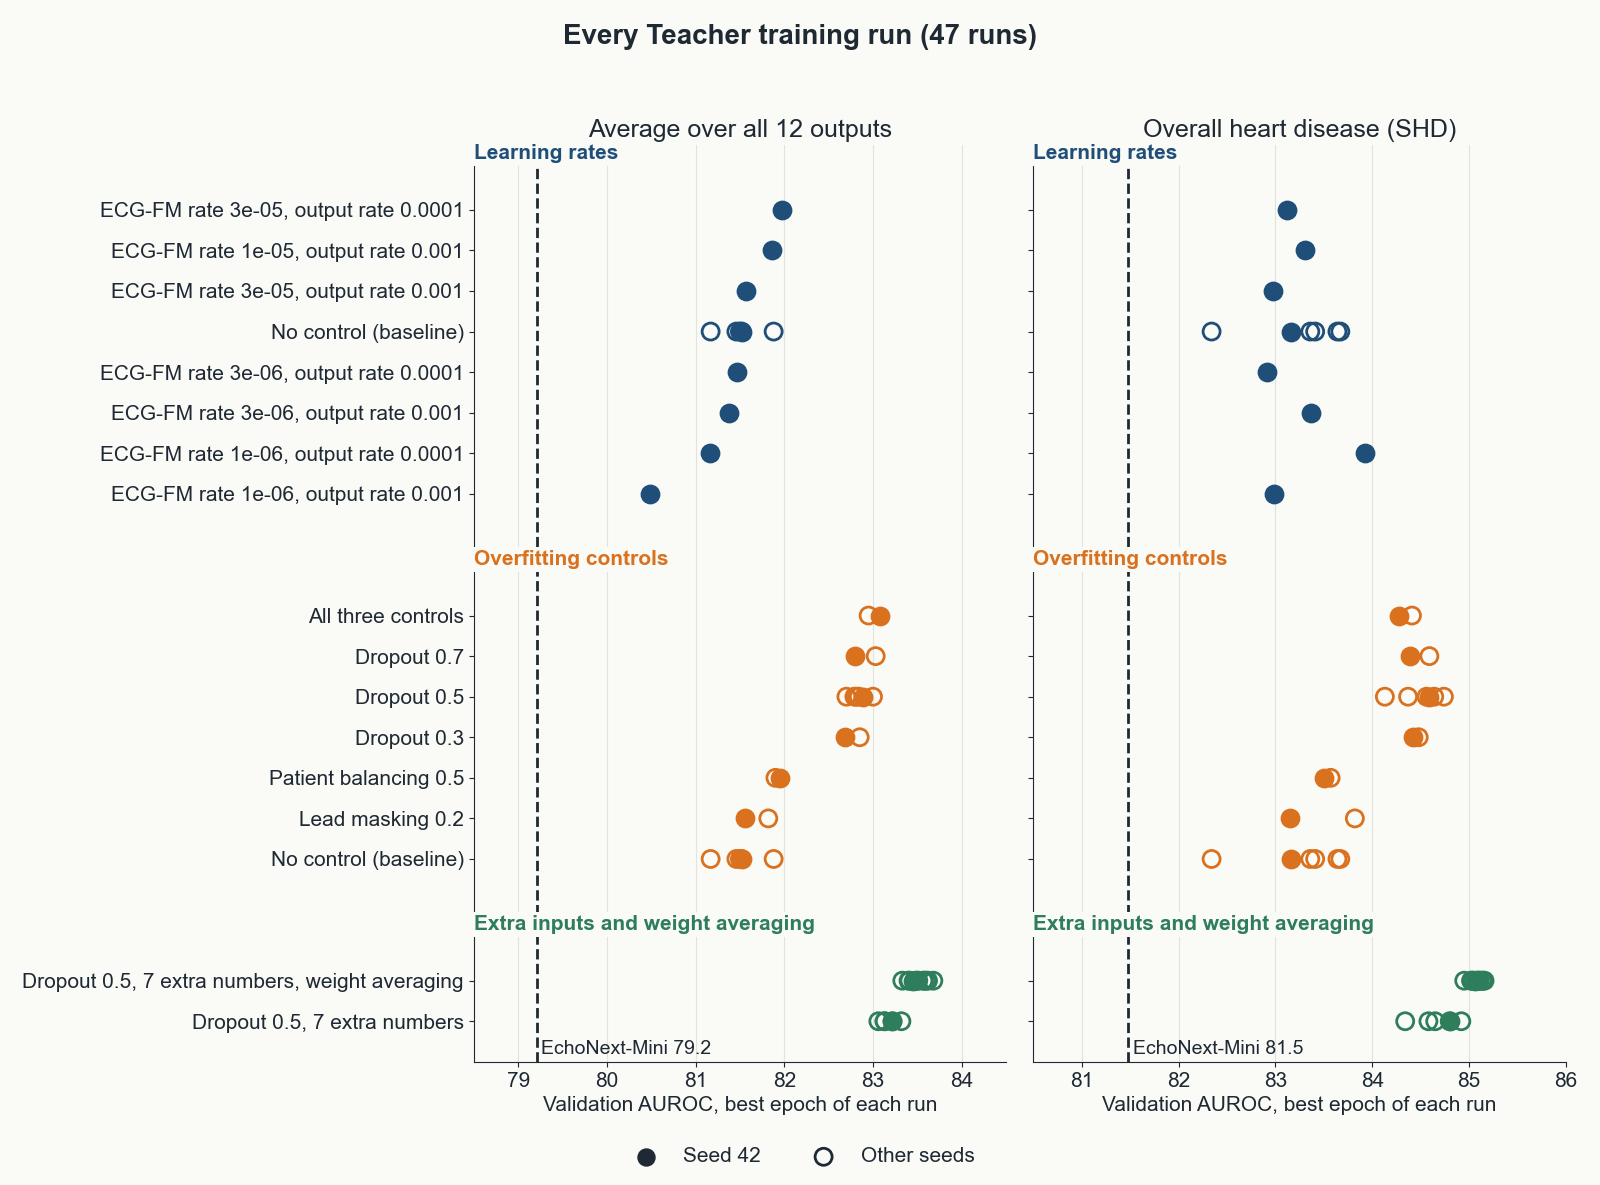 Every Teacher training run (47 runs)
Average over all 12 outputs
Overall heart disease (SHD)
Learning rates
Learning rates
ECG-FM rate 3e-05, output rate 0.0001
ECG-FM rate 1e-05, output rate 0.001
ECG-FM rate 3e-05, output rate 0.001
No control (baseline)
ECG-FM rate 3e-06, output rate 0.0001
ECG-FM rate 3e-06, output rate 0.001
ECG-FM rate 1e-06, output rate 0.0001
ECG-FM rate 1e-06, output rate 0.001
Overfitting controls
Overfitting controls
All three controls
Dropout 0.7
Dropout 0.5
Dropout 0.3
Patient balancing 0.5
Lead masking 0.2
No control (baseline)
Extra inputs and weight averaging
Extra inputs and weight averaging
Dropout 0.5, 7 extra numbers, weight averaging
Dropout 0.5, 7 extra numbers
EchoNext-Mini 79.2
EchoNext-Mini 81.5
79 80 81 82 83 84
81 82 83 84 85 86
Validation AUROC, best epoch of each run
Validation AUROC, best epoch of each run
Seed 42
Other seeds